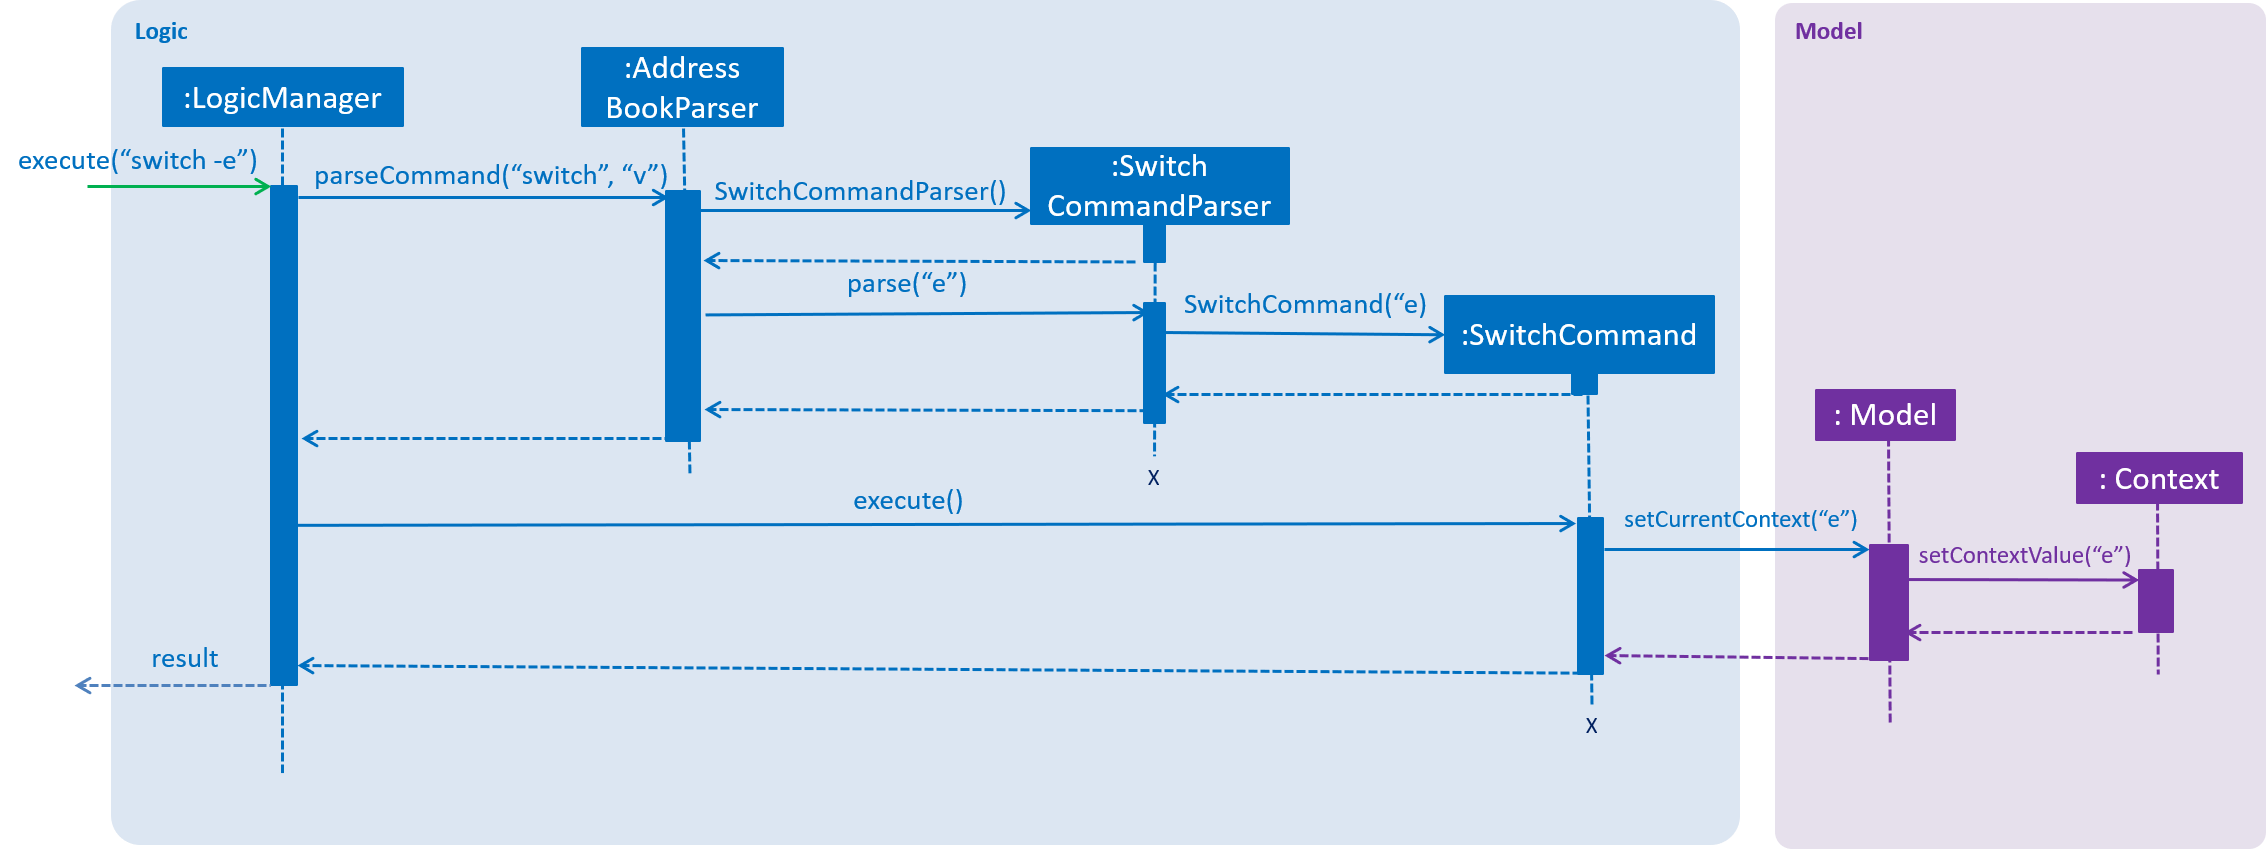 Logic
Model
:LogicManager
:Address
BookParser
execute(“switch -e”)
parseCommand(“switch”, “v”)
SwitchCommandParser()
:Switch
CommandParser
parse(“e”)
SwitchCommand(“e)
:SwitchCommand
: Model
: Context
X
execute()
setCurrentContext(“e”)
setContextValue(“e”)
result
X